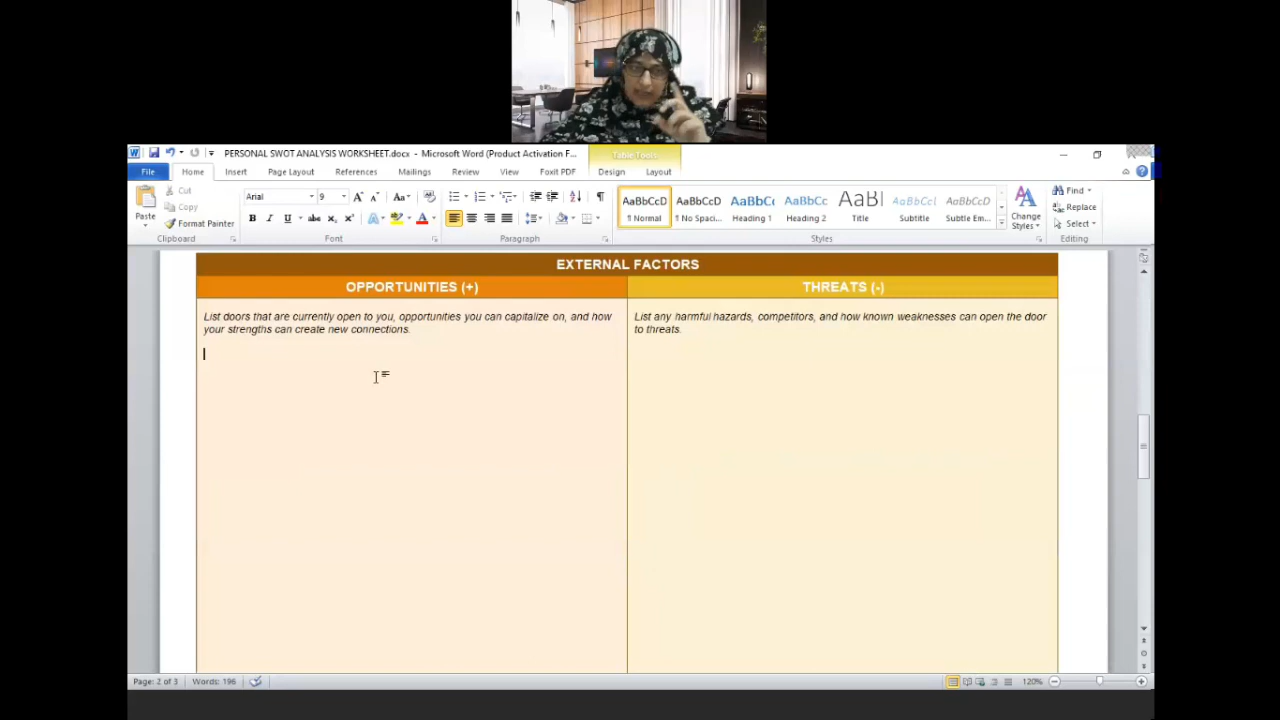 PERSONAL SWOT ANALYSIS WORKSHEET.docx - Microsoft Word (Product Activation F...
Table Tools
File Home Insert Page Layout References Mailings Review View Foxit PDF Design Layout
Paste
Cut
Copy
Format Painter
Clipboard
Arial 9
Font
Paragraph
AaBbCcD AaBbCcD AaBbCc AaBbCc AaBl AaBbCcl AaBbCcD
¶ Normal ¶ No Spaci... Heading 1 Heading 2 Title Subtitle Subtle Em...
Styles
Change
Styles
Find
Replace
Select
Editing
EXTERNAL FACTORS
OPPORTUNITIES (+) THREATS (-)
List doors that are currently open to you, opportunities you can capitalize on, and how
your strengths can create new connections.
List any harmful hazards, competitors, and how known weaknesses can open the door
to threats.
Page: 2 of 3 Words: 196 120%